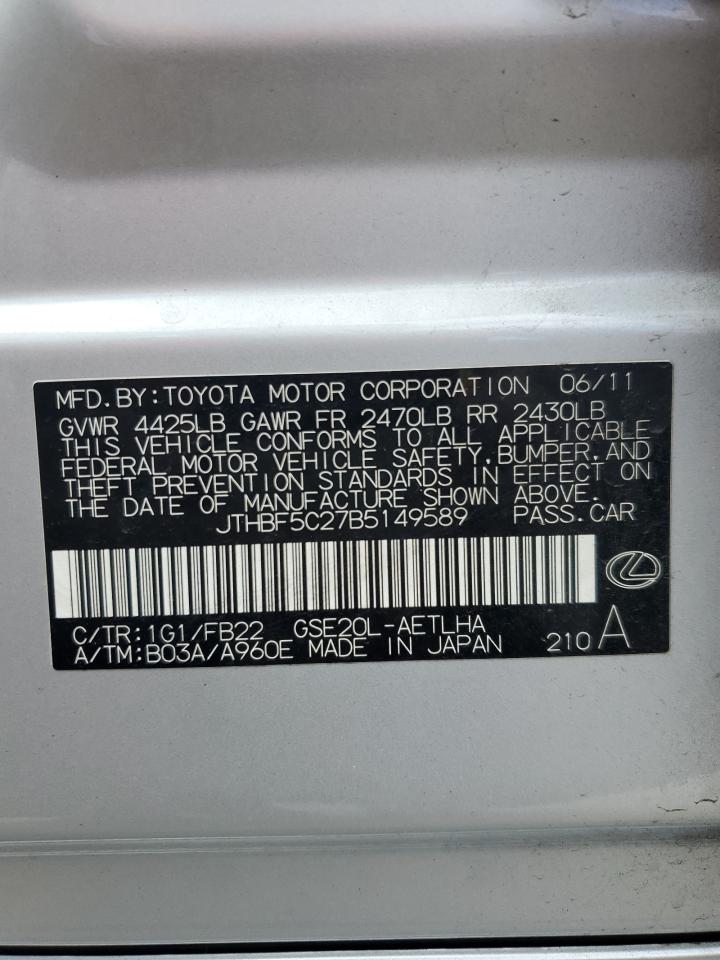 MFD.BY:TOYOTA MOTOR CORPORATION 06/11
GVWR 4425LB GAWR FR 2470LB RR 2430LB
THIS VEHICLE CONFORMS TO ALL APPLICABLE
FEDERAL MOTOR VEHICLE SAFETY,BUMPER,AND
THEFT PREVENTION STANDARDS IN EFFECT ON
THE DATE OF MANUFACTURE SHOWN ABOVE.
JTHBF5C27B5149589 PASS.CAR
C/TR:1G1/FB22 GSE20L-AETLHA
A/TM:B03A/A960E MADE IN JAPAN 210 A